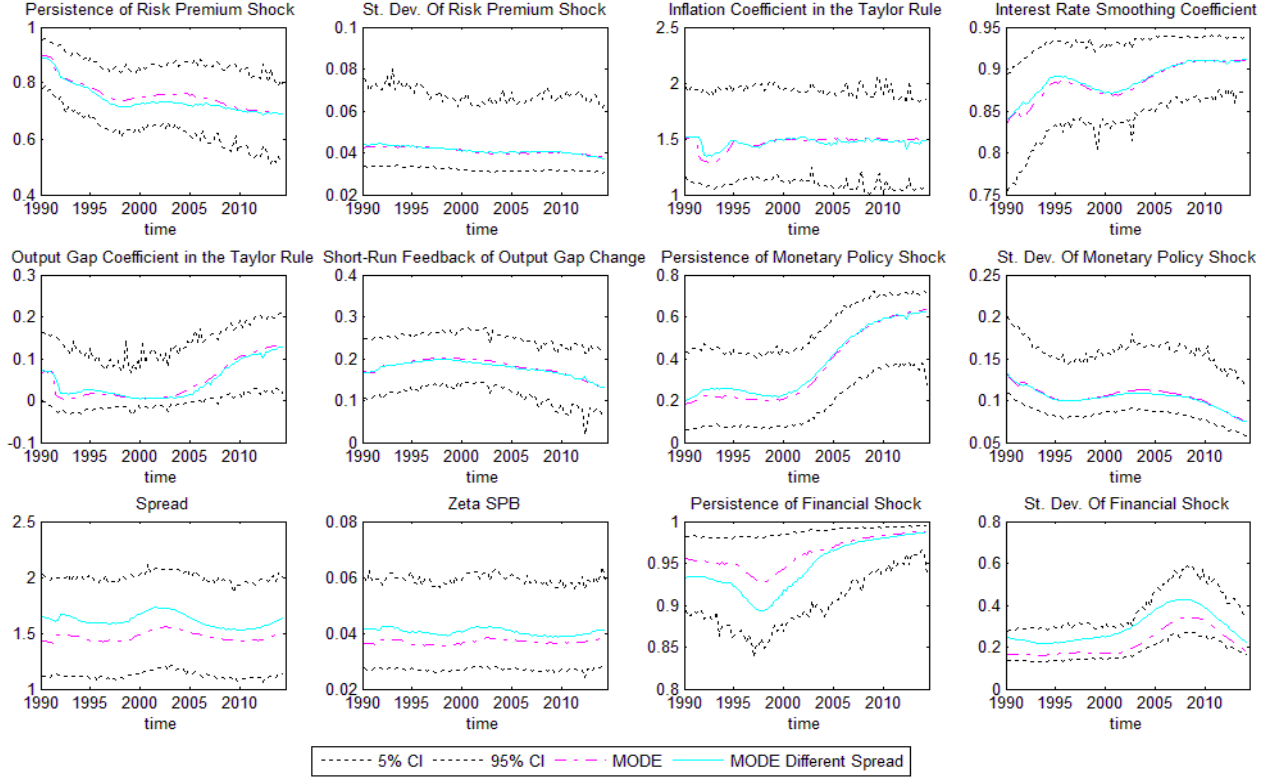 Persistence of Risk Premium Shock
1
0.8
0.6
0.4
1990 1995 2000 2005 2010
time
St. Dev. Of Risk Premium Shock
0.1
0.08
0.06
0.04
0.02
1990 1995 2000 2005 2010
time
Inflation Coefficient in the Taylor Rule
2.5
2
1.5
1
1990 1995 2000 2005 2010
time
Interest Rate Smoothing Coefficient
0.95
0.9
0.85
0.8
0.75
1990 1995 2000 2005 2010
time
Output Gap Coefficient in the Taylor Rule
0.3
0.2
0.1
0
-0.1
1990 1995 2000 2005 2010
time
Short-Run Feedback of Output Gap Change
0.4
0.3
0.2
0.1
0
1990 1995 2000 2005 2010
time
Persistence of Monetary Policy Shock
0.8
0.6
0.4
0.2
0
1990 1995 2000 2005 2010
time
St. Dev. Of Monetary Policy Shock
0.25
0.2
0.15
0.1
0.05
1990 1995 2000 2005 2010
time
Spread
2.5
2
1.5
1
1990 1995 2000 2005 2010
time
Zeta SPB
0.08
0.06
0.04
0.02
1990 1995 2000 2005 2010
time
Persistence of Financial Shock
1
0.95
0.9
0.85
0.8
1990 1995 2000 2005 2010
time
St. Dev. Of Financial Shock
0.8
0.6
0.4
0.2
0
1990 1995 2000 2005 2010
time
5% CI 95% CI MODE MODE Different Spread